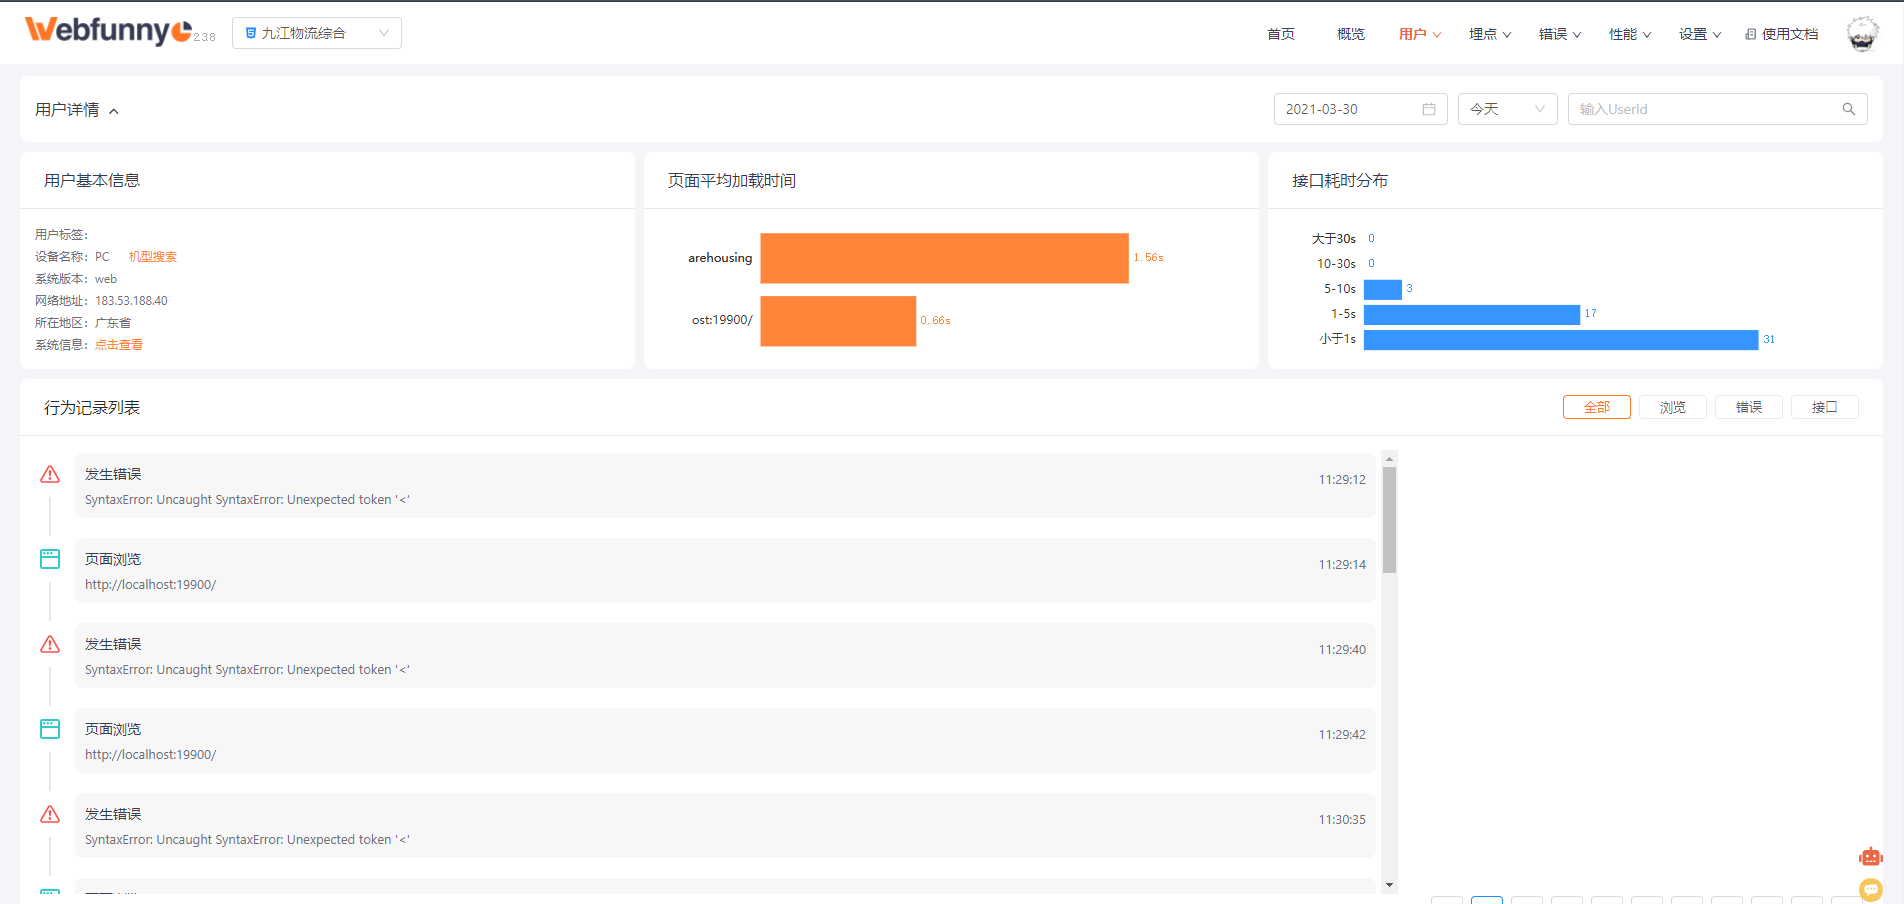 Webfunny 2.3.8
九江物流综合
首页
概览
用户
埋点
错误
性能
设置
使用文档
用户详情
2021-03-30
今天
输入UserId
用户基本信息
用户标签：
设备名称： PC 机型搜索
系统版本： web
网络地址： 183.53.188.40
所在地区： 广东省
系统信息： 点击查看
页面平均加载时间
arehousing 1.56s
ost:19900/ 0.66s
接口耗时分布
大于30s 0
10-30s 0
5-10s 3
1-5s 17
小于1s 31
行为记录列表
全部
浏览
错误
接口
发生错误
11:29:12
SyntaxError: Uncaught SyntaxError: Unexpected token '<'
页面浏览
11:29:14
http://localhost:19900/
发生错误
11:29:40
SyntaxError: Uncaught SyntaxError: Unexpected token '<'
页面浏览
11:29:42
http://localhost:19900/
发生错误
11:30:35
SyntaxError: Uncaught SyntaxError: Unexpected token '<'